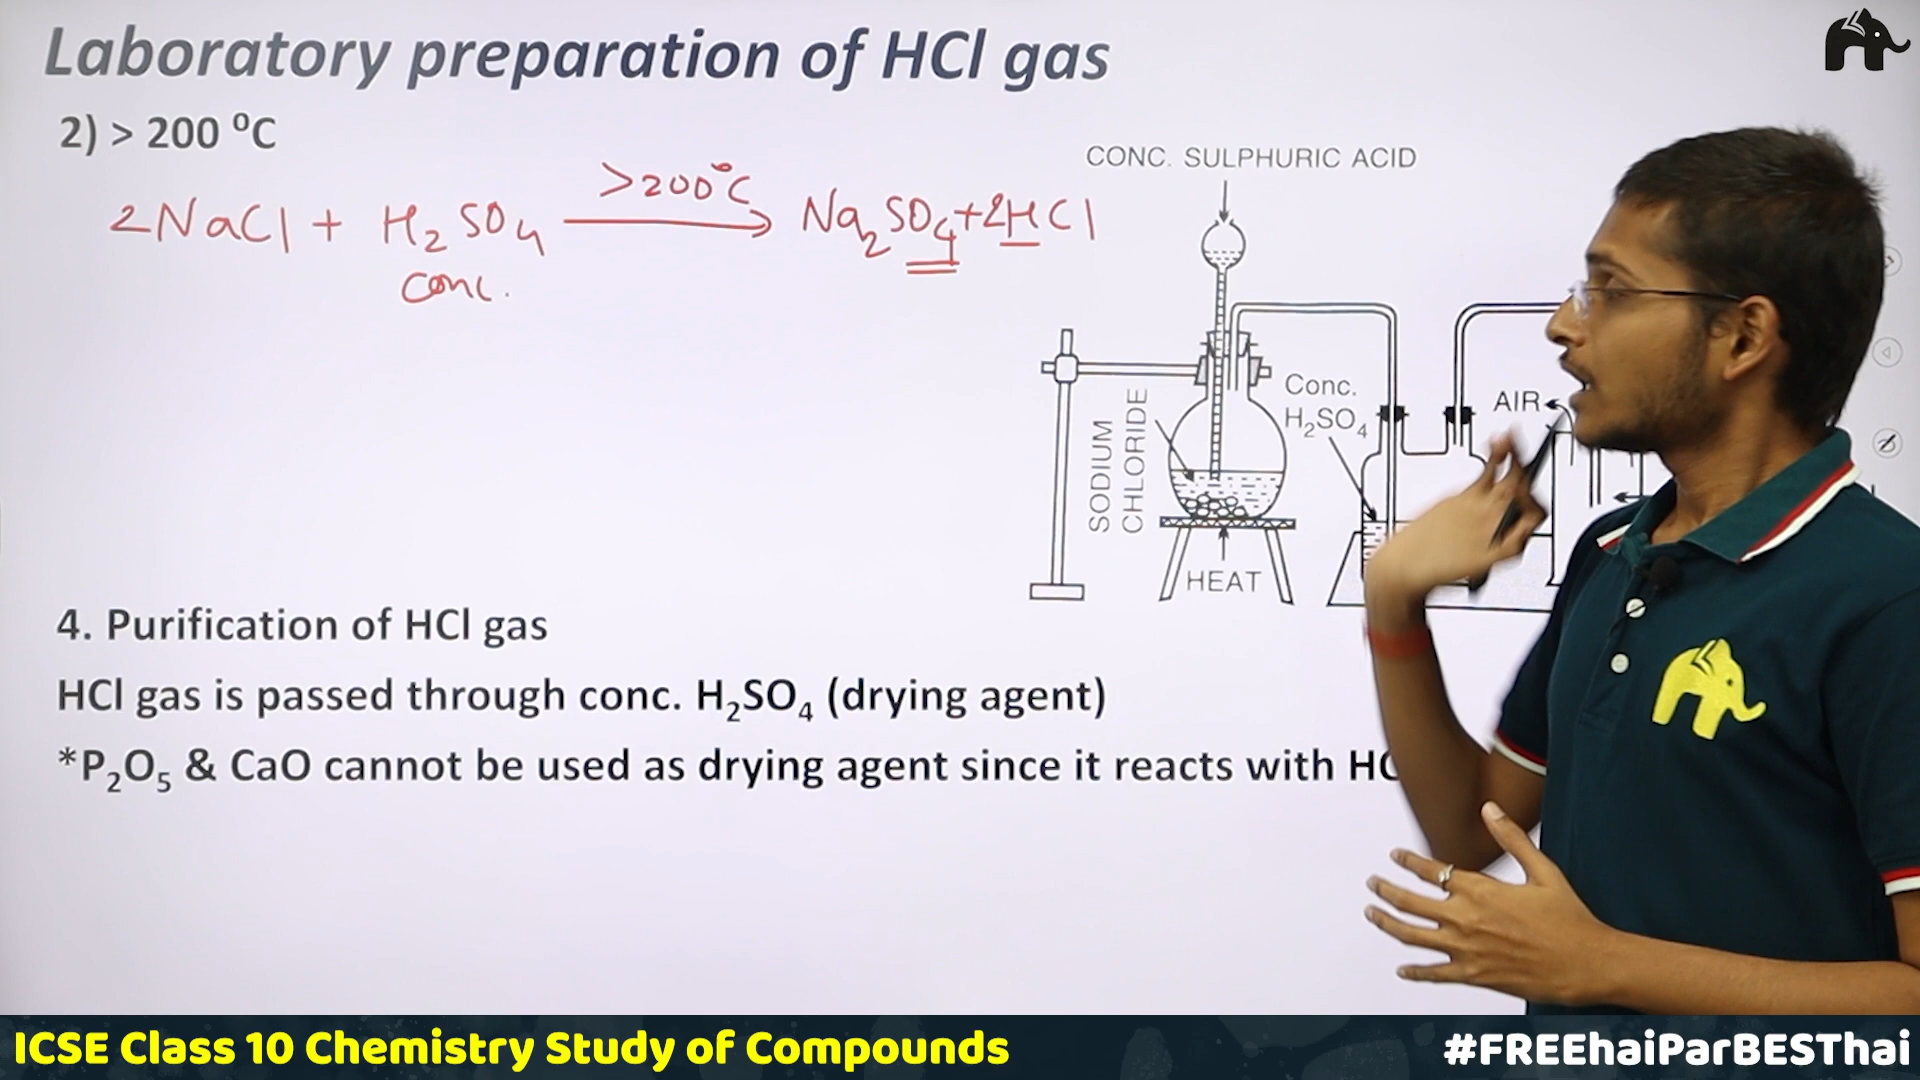 Laboratory preparation of HCl gas
2) > 200 ⁰C
>200°C
2NaCl + H₂SO₄ ⟶ Na₂SO₄+2HCl
conc.
CONC. SULPHURIC ACID
SODIUM
CHLORIDE
Conc.
H₂SO₄
AIR
HEAT
4. Purification of HCl gas
HCl gas is passed through conc. H₂SO₄ (drying agent)
*P₂O₅ & CaO cannot be used as drying agent since it reacts with HC
ICSE Class 10 Chemistry Study of Compounds
#FREEhaiParBESThai